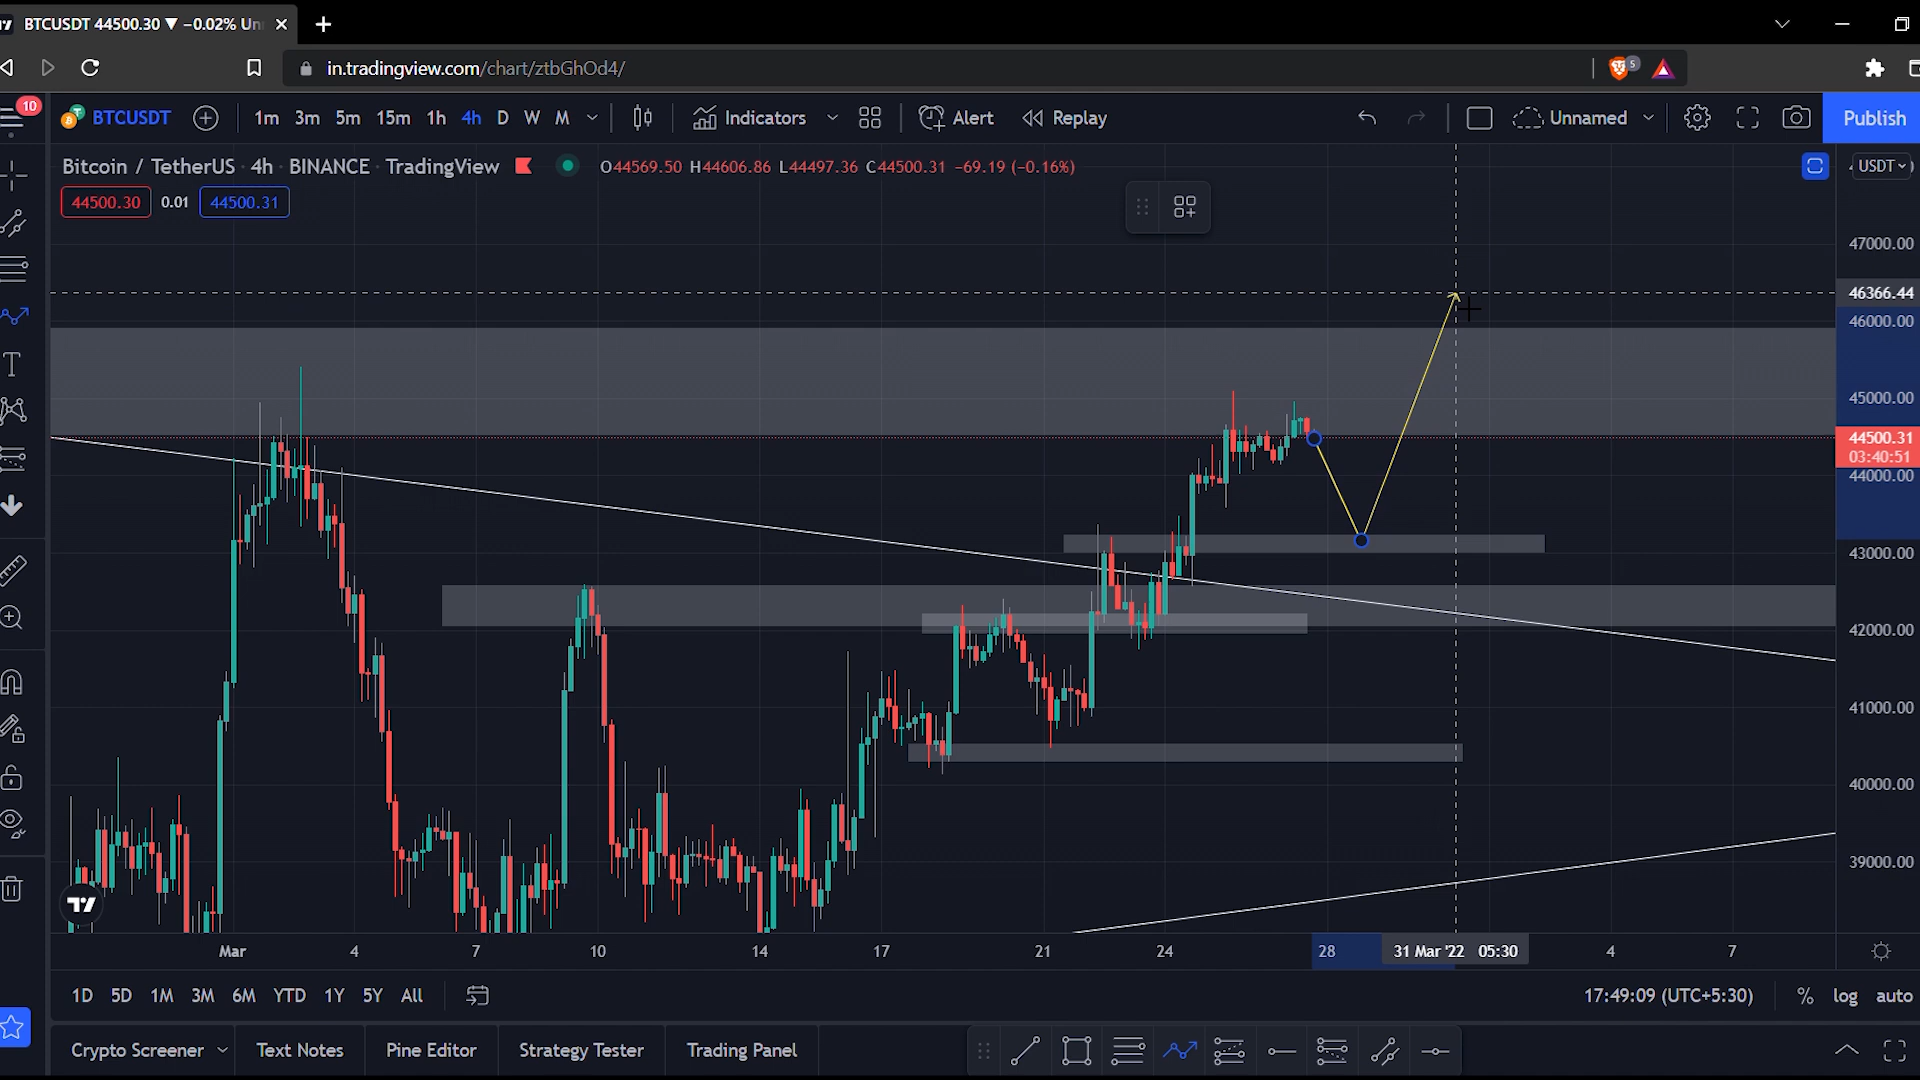 BTCUSDT 44500.30 ▼ −0.02% Un
in.tradingview.com/chart/ztbGhOd4/
5
10
BTCUSDT 1m 3m 5m 15m 1h 4h D W M Indicators Alert Replay Unnamed Publish
Bitcoin / TetherUS · 4h · BINANCE · TradingView O44569.50 H44606.86 L44497.36 C44500.31 −69.19 (−0.16%)
USDT
44500.30 0.01 44500.31
47000.00
46366.44
46000.00
45000.00
44500.31
03:40:51
44000.00
43000.00
42000.00
41000.00
40000.00
39000.00
Mar 4 7 10 14 17 21 24 28 31 Mar '22 05:30 4 7
1D 5D 1M 3M 6M YTD 1Y 5Y All 17:49:09 (UTC+5:30) % log auto
Crypto Screener Text Notes Pine Editor Strategy Tester Trading Panel